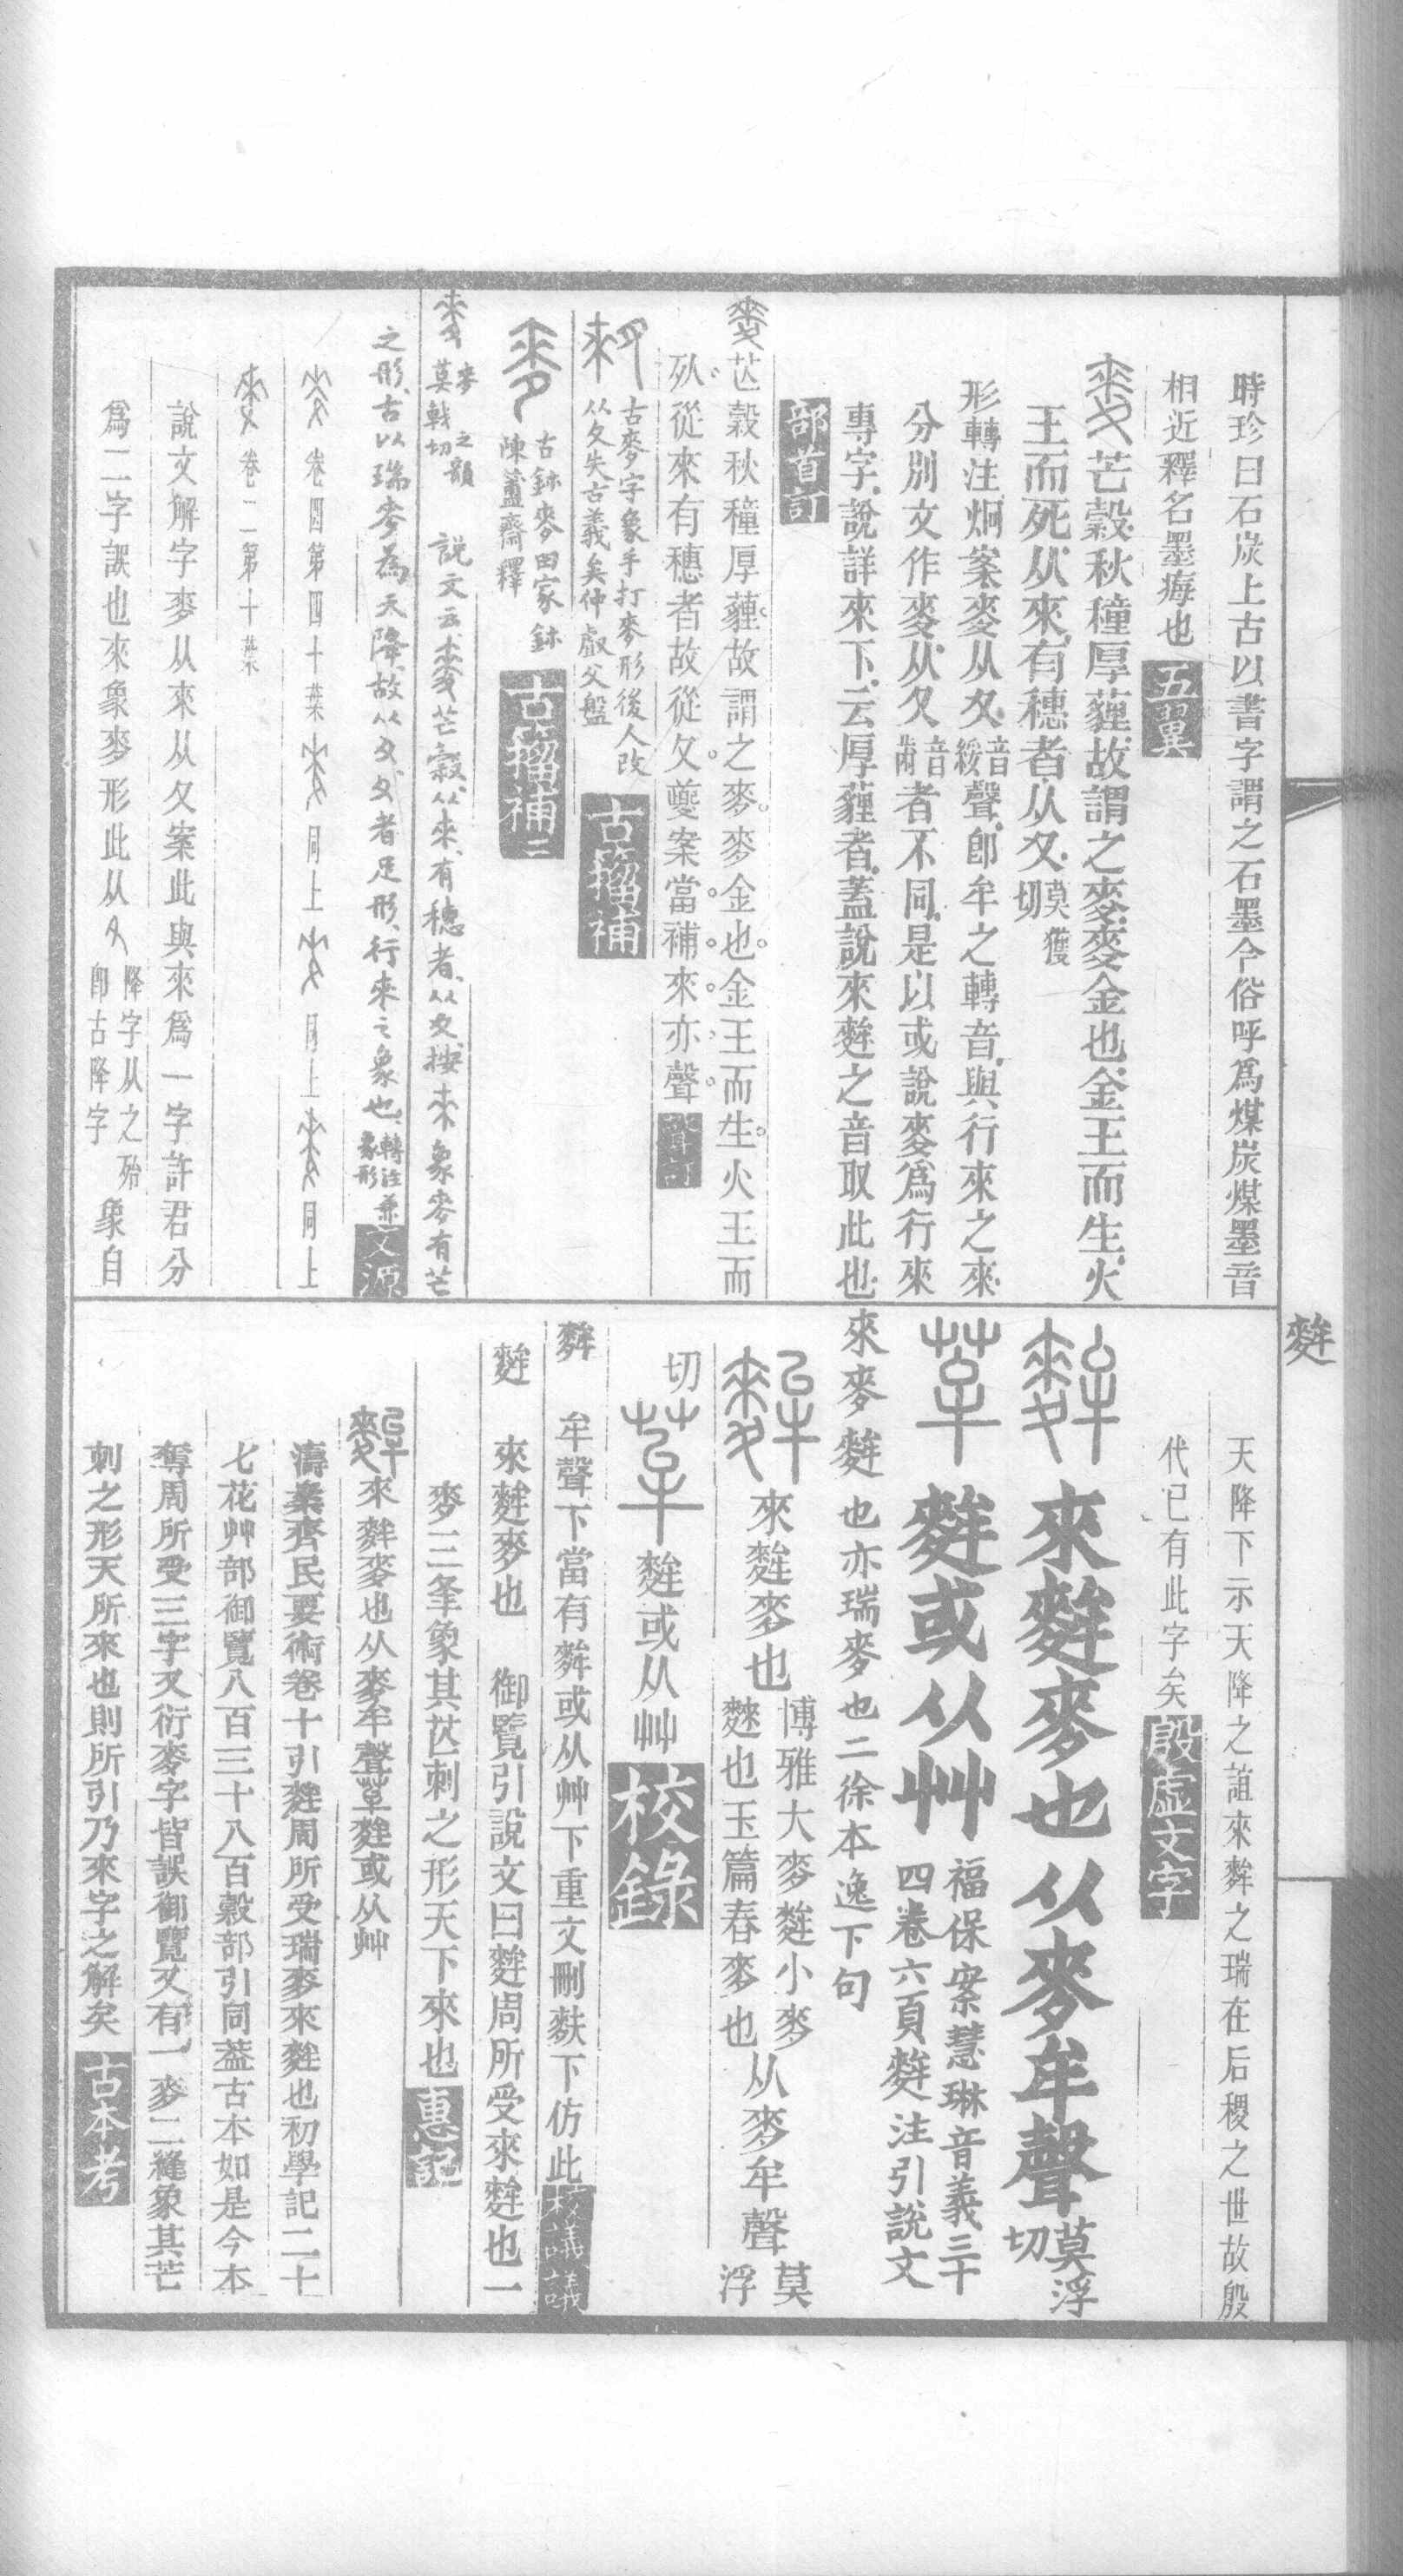 時珍曰石炭上古以書字謂之石墨今俗呼爲煤炭煤墨音
相近釋名墨痗也 五翼
芒穀秋穜厚薶故謂之麥麥金也金王而生火
王而死从來有穗者从夊 莫獲切
形轉注炯案麥从夊音綏聲卽牟之轉音與行來之來
分別文作麥从夂音黹者不同是以或說麥爲行來
專字說詳來下云厚薶者蓋說來麰之音取此也
部首訂
芒穀秋穜厚薶故謂之麥麥金也金王而生火王而
死從來有穗者故從夊夔案當補來亦聲
古麥字象手打麥形後人改
从夊失古義矣仲㪔父盤 古籀補
古鉥麥田家鉥
陳簠齋釋 古籀補二
麥 莫戟切 之韻 說文云麥芒穀从來有穗者从夊按來象麥有芒
之形古以瑞麥為天降故从夊夊者足形行來之象也 轉注兼象形 文源
卷四第四十葉 同上 同上 同上
卷二第十葉
說文解字麥从來从夊案此與來爲一字許君分
爲二字誤也來象麥形此从夊 降字从之殆卽古降字 象自
麰
天降下示天降之誼來麰之瑞在后稷之世故殷
代已有此字矣 殷虛文字
來麰麥也从麥牟聲 莫浮切
麰或从艸 福保案慧琳音義三十四卷六頁麰注引說文
來麥麰也亦瑞麥也二徐本逸下句
來麰麥也 博雅大麥麰小麥麳也玉篇春麥也 从麥牟聲 莫浮
切 麰或从艸 校錄
麰 牟聲下當有麰或从艸下重文刪麩下仿此 校議議
麰 來麰麥也 御覽引說文曰麰周所受來麰也一
麥二夆象其芒刺之形天下來也 惠記
來麰麥也从麥牟聲䒵麰或从艸
濤案齊民要術卷十引麰周所受瑞麥來麰也初學記二十
七花艸部御覽八百三十八百穀部引同葢古本如是今本
奪周所受三字又衍麥字皆誤御覽又有一麥二縫象其芒
刺之形天所來也則所引乃來字之解矣 古本考